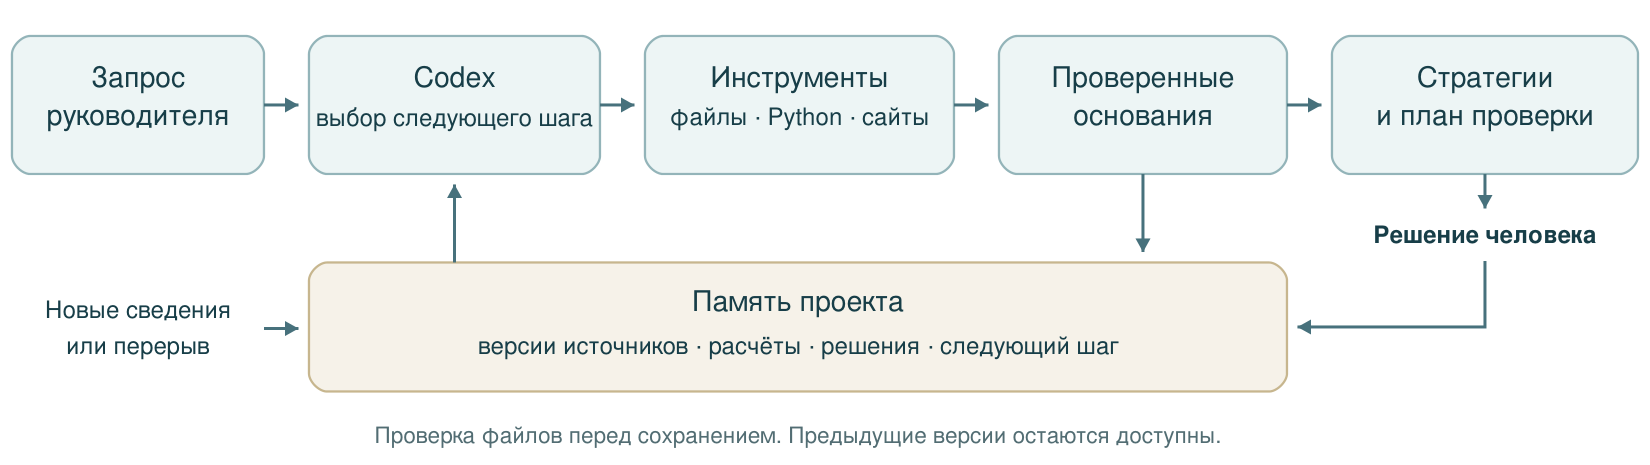 Запрос
руководителя
Codex
выбор следующего шага
Инструменты
файлы · Python · сайты
Проверенные
основания
Стратегии
и план проверки
Решение человека
Новые сведения
или перерыв
Память проекта
версии источников · расчёты · решения · следующий шаг
Проверка файлов перед сохранением. Предыдущие версии остаются доступны.